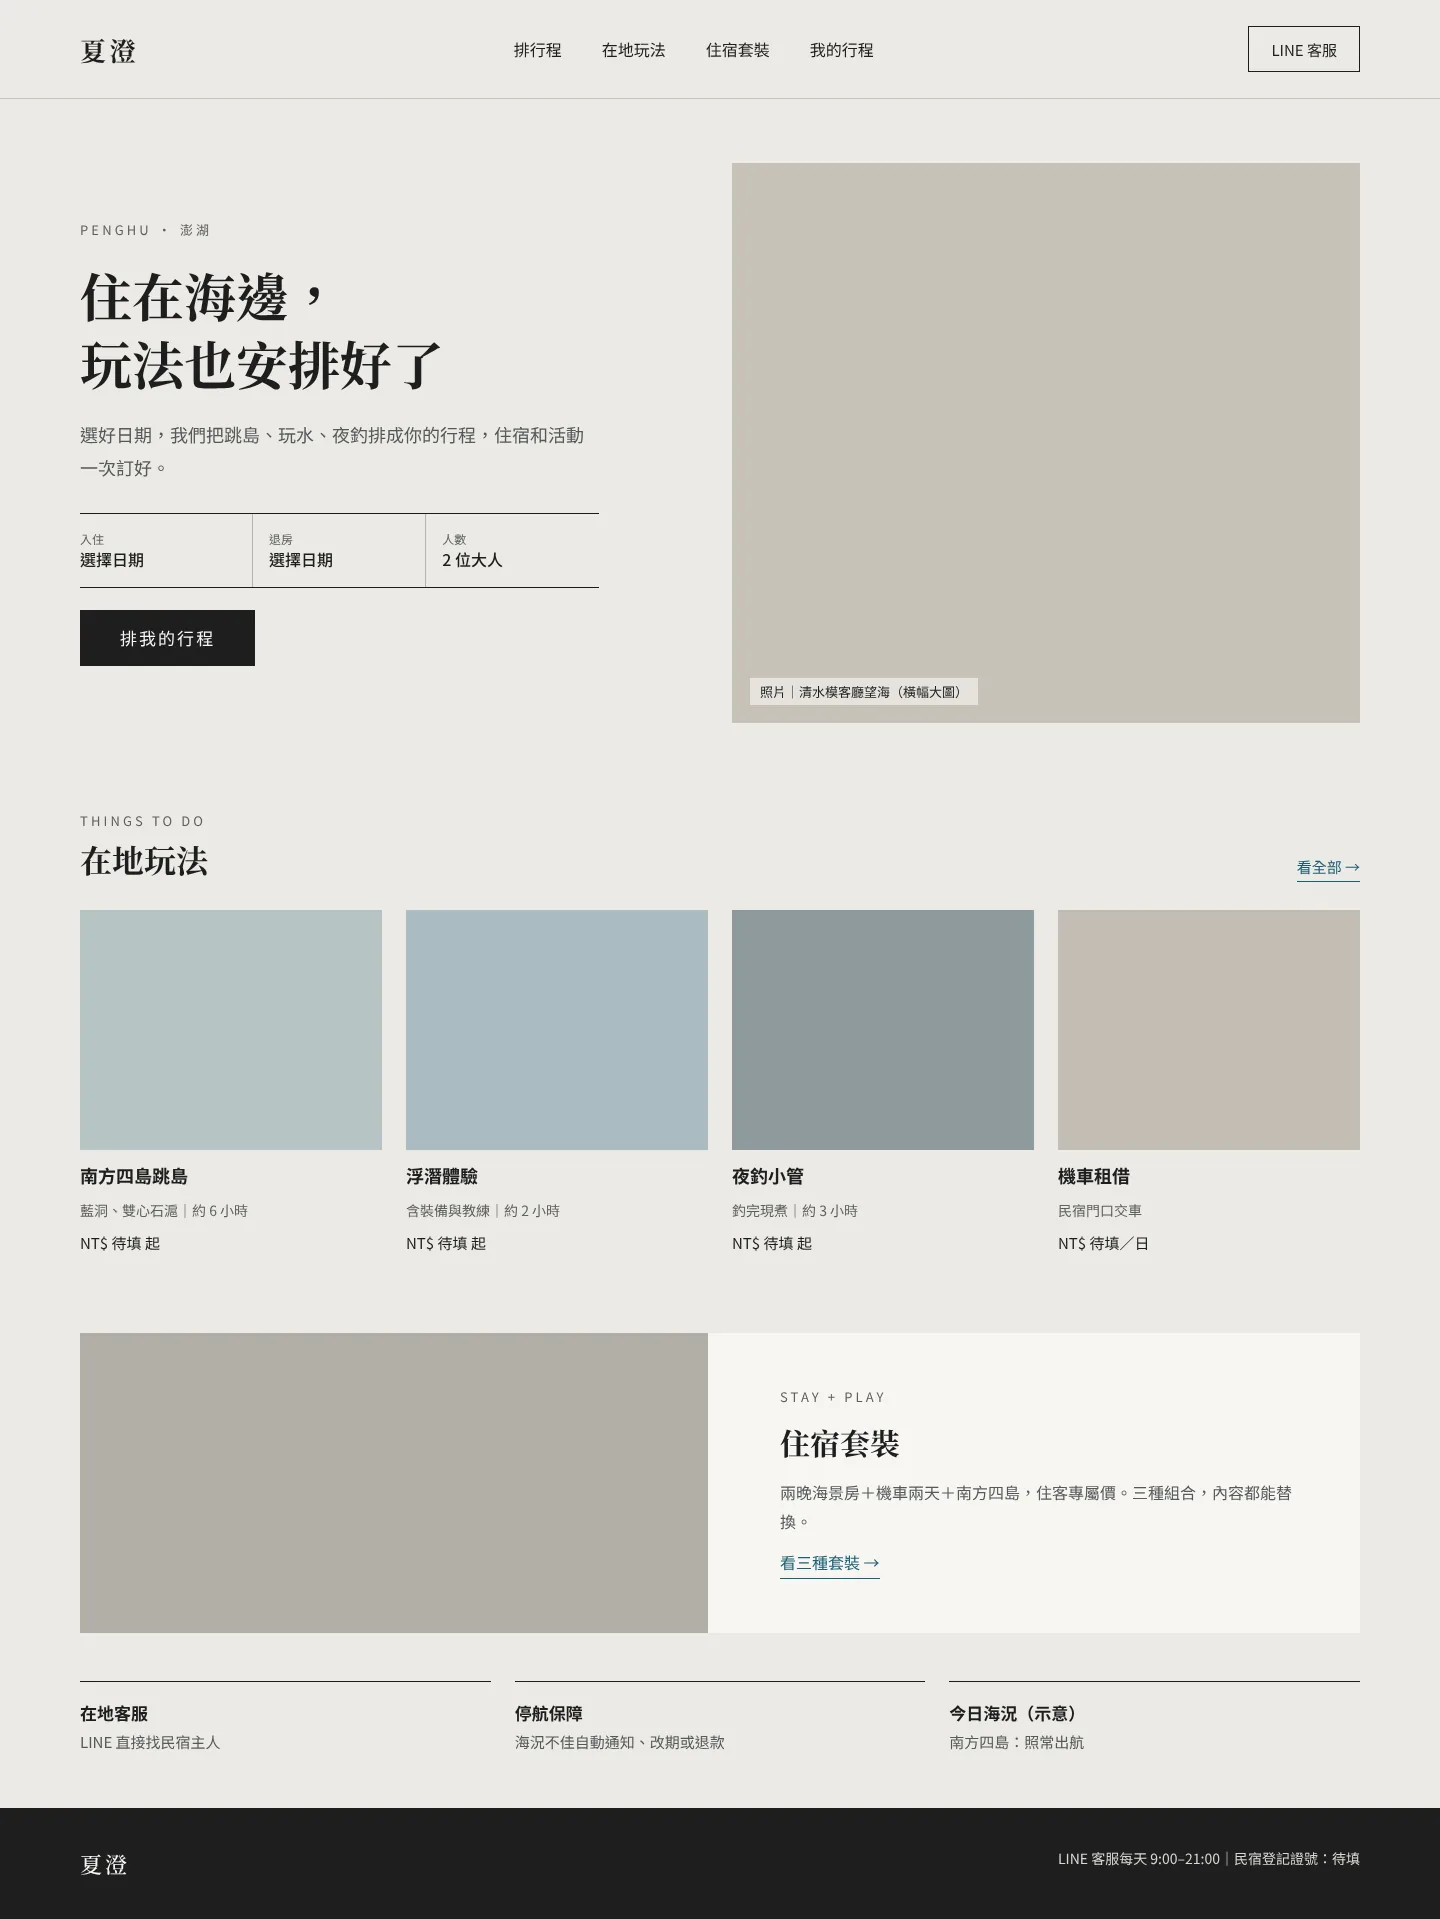 夏澄
排行程
在地玩法
住宿套裝
我的行程
LINE 客服
PENGHU · 澎湖
住在海邊，
玩法也安排好了
選好日期，我們把跳島、玩水、夜釣排成你的行程，住宿和活動
一次訂好。
入住
選擇日期
退房
選擇日期
人數
2 位大人
排我的行程
照片｜清水模客廳望海（橫幅大圖）
THINGS TO DO
在地玩法
看全部 →
南方四島跳島
藍洞、雙心石滬｜約 6 小時
NT$ 待填 起
浮潛體驗
含裝備與教練｜約 2 小時
NT$ 待填 起
夜釣小管
釣完現煮｜約 3 小時
NT$ 待填 起
機車租借
民宿門口交車
NT$ 待填／日
STAY + PLAY
住宿套裝
兩晚海景房＋機車兩天＋南方四島，住客專屬價。三種組合，內容都能替
換。
看三種套裝 →
在地客服
LINE 直接找民宿主人
停航保障
海況不佳自動通知、改期或退款
今日海況（示意）
南方四島：照常出航
夏澄
LINE 客服每天 9:00–21:00｜民宿登記證號：待填